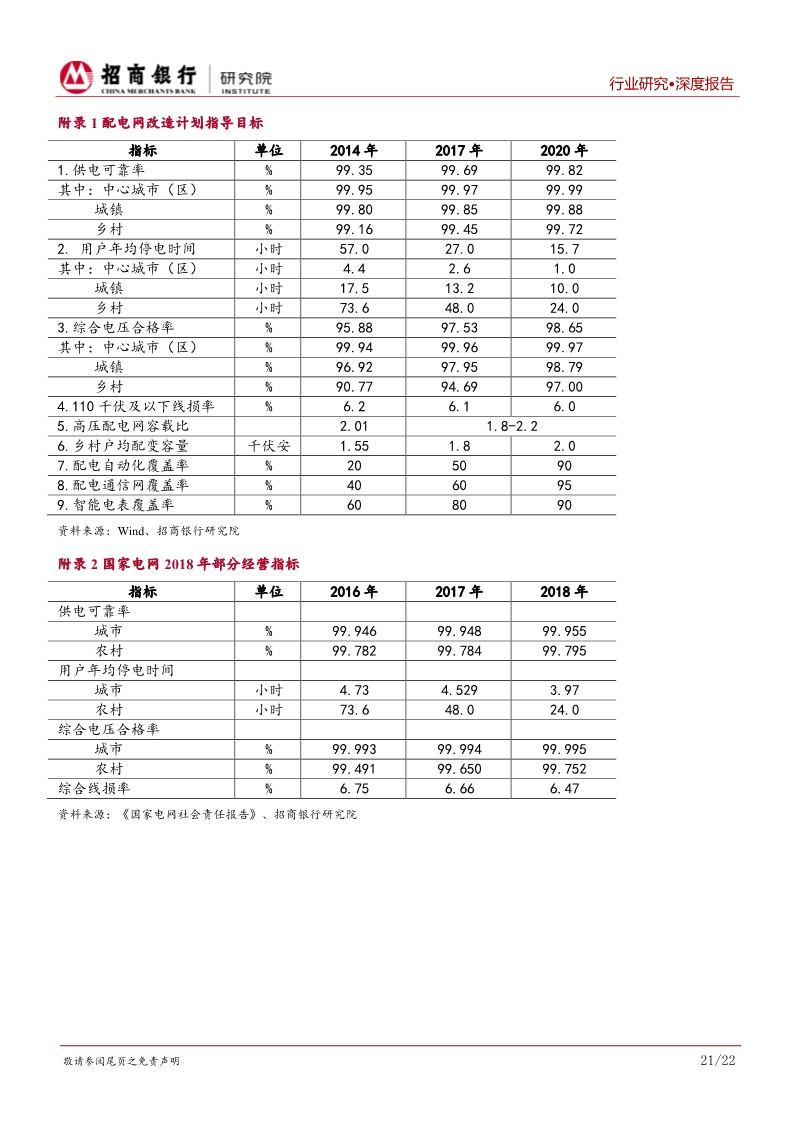 招商银行 研究院
CHINA MERCHANTS BANK INSTITUTE
行业研究•深度报告
附录 1 配电网改造计划指导目标
指标 单位 2014 年 2017 年 2020 年
1.供电可靠率 % 99.35 99.69 99.82
其中: 中心城市（区） % 99.95 99.97 99.99
城镇 % 99.80 99.85 99.88
乡村 % 99.16 99.45 99.72
2. 用户年均停电时间 小时 57.0 27.0 15.7
其中: 中心城市（区） 小时 4.4 2.6 1.0
城镇 小时 17.5 13.2 10.0
乡村 小时 73.6 48.0 24.0
3.综合电压合格率 % 95.88 97.53 98.65
其中: 中心城市（区） % 99.94 99.96 99.97
城镇 % 96.92 97.95 98.79
乡村 % 90.77 94.69 97.00
4.110 千伏及以下线损率 % 6.2 6.1 6.0
5.高压配电网容载比 2.01 1.8-2.2
6.乡村户均配变容量 千伏安 1.55 1.8 2.0
7.配电自动化覆盖率 % 20 50 90
8.配电通信网覆盖率 % 40 60 95
9.智能电表覆盖率 % 60 80 90
资料来源：Wind、招商银行研究院
附录 2 国家电网 2018 年部分经营指标
指标 单位 2016 年 2017 年 2018 年
供电可靠率
城市 % 99.946 99.948 99.955
农村 % 99.782 99.784 99.795
用户年均停电时间
城市 小时 4.73 4.529 3.97
农村 小时 73.6 48.0 24.0
综合电压合格率
城市 % 99.993 99.994 99.995
农村 % 99.491 99.650 99.752
综合线损率 % 6.75 6.66 6.47
资料来源：《国家电网社会责任报告》、招商银行研究院
敬请参阅尾页之免责声明 21/22